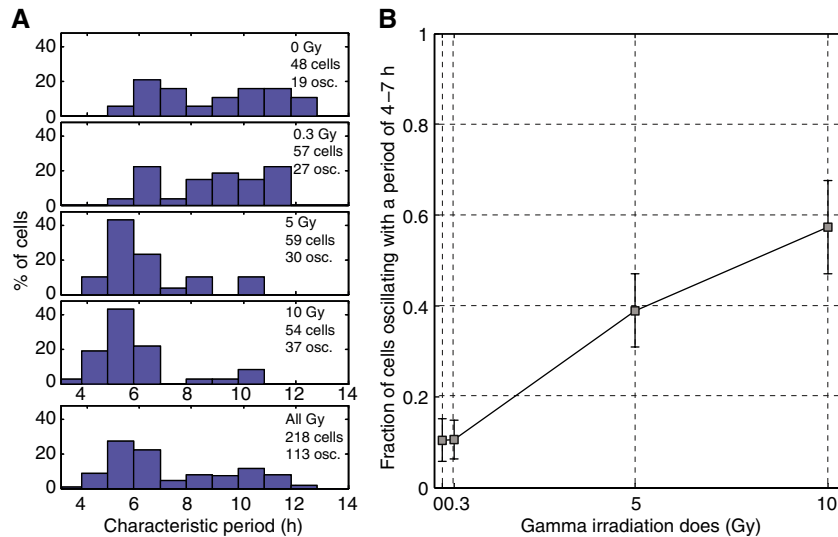 A
B
% of cells
40
20
0
0 Gy
48 cells
19 osc.
40
20
0
0.3 Gy
57 cells
27 osc.
40
20
0
5 Gy
59 cells
30 osc.
40
20
0
10 Gy
54 cells
37 osc.
4 6 8 10 12 14
40
20
0
All Gy
218 cells
113 osc.
4 6 8 10 12 14
Characteristic period (h)
Fraction of cells oscillating with a period of 4–7 h
1
0.8
0.6
0.4
0.2
0
00.3 5 10
Gamma irradiation does (Gy)